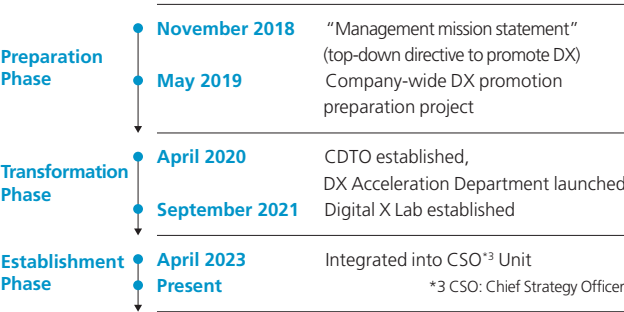 Preparation
Phase
November 2018 “Management mission statement”
(top-down directive to promote DX)
May 2019 Company-wide DX promotion
preparation project
Transformation
Phase
April 2020 CDTO established,
DX Acceleration Department launched
September 2021 Digital X Lab established
Establishment
Phase
April 2023 Integrated into CSO*3 Unit
Present *3 CSO: Chief Strategy Officer